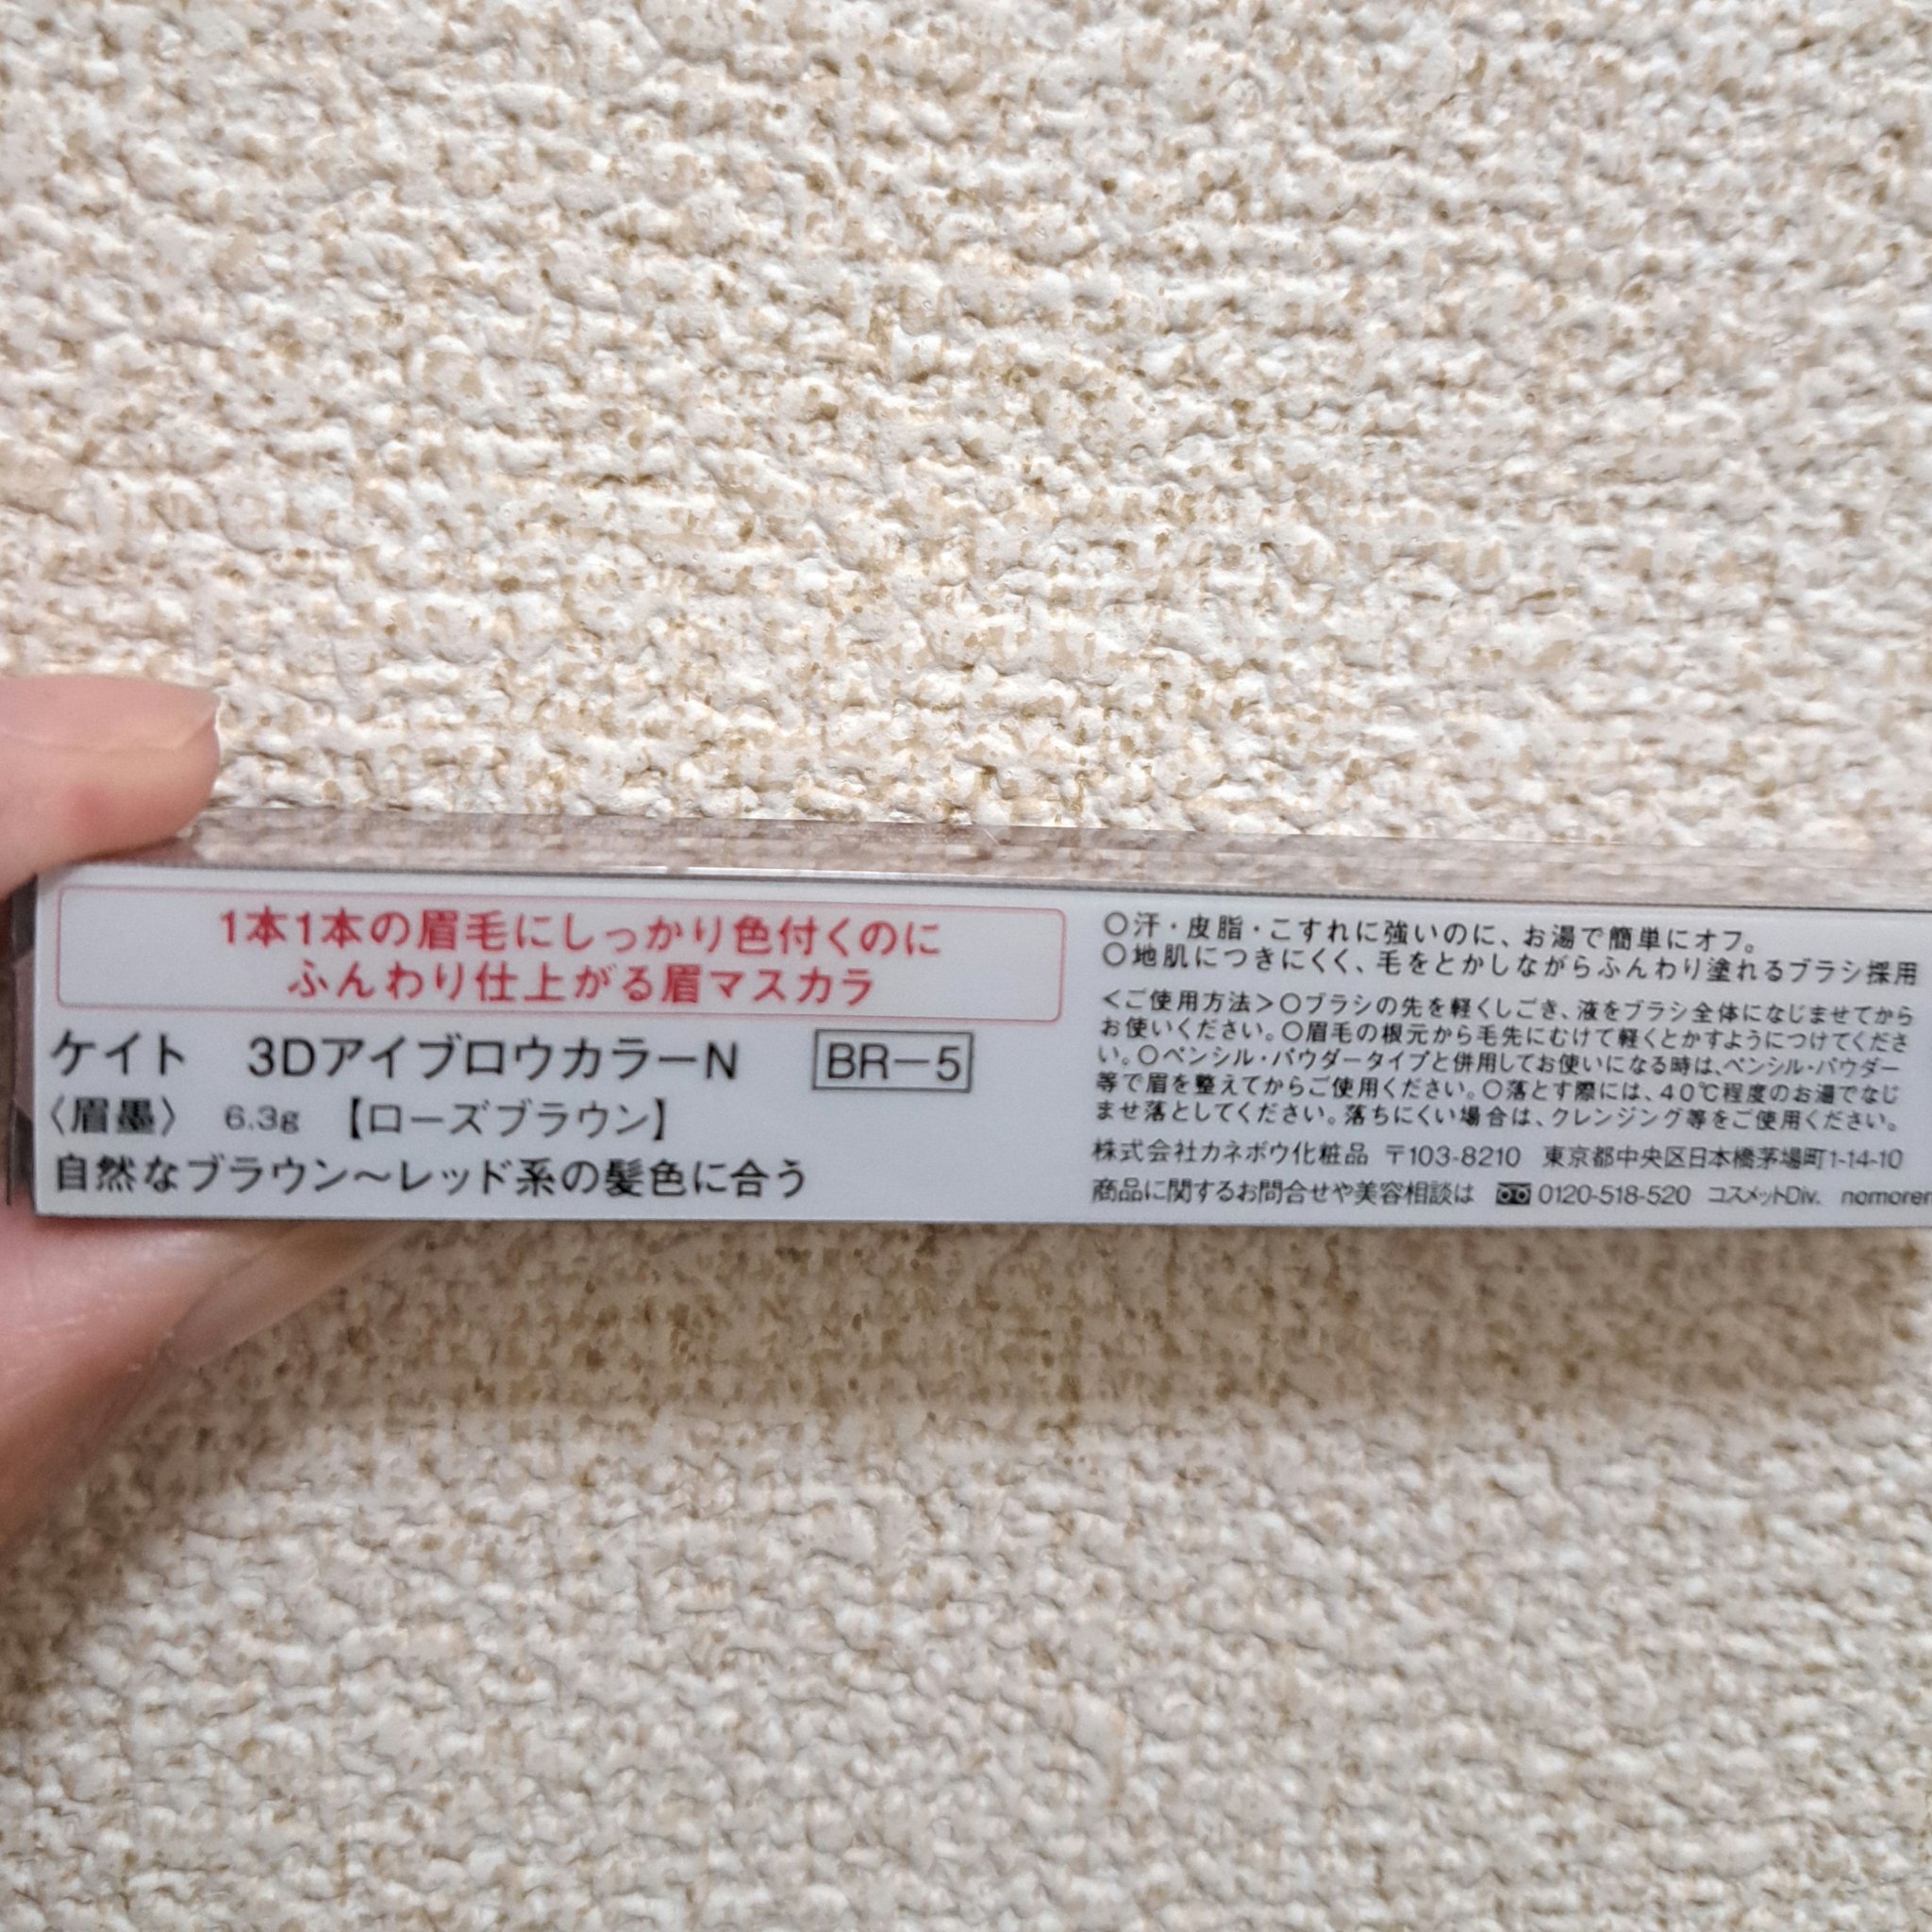 1本1本の眉毛にしっかり色付くのに
ふんわり仕上がる眉マスカラ
ケイト 3DアイブロウカラーN BR-5
〈眉墨〉 6.3g 【ローズブラウン】
自然なブラウン〜レッド系の髪色に合う
○汗・皮脂・こすれに強いのに、お湯で簡単にオフ。
○地肌につきにくく、毛をとかしながらふんわり塗れるブラシ採用
<ご使用方法>○ブラシの先を軽くしごき、液をブラシ全体になじませてから
お使いください。○眉毛の根元から毛先にむけて軽くとかすようにつけてくださ
い。○ペンシル・パウダータイプと併用してお使いになる時は、ペンシル・パウダー
等で眉を整えてからご使用ください。○落とす際には、40℃程度のお湯でなじ
ませ落としてください。落ちにくい場合は、クレンジング等をご使用ください。
株式会社カネボウ化粧品 〒103-8210 東京都中央区日本橋茅場町1-14-10
商品に関するお問合せや美容相談は 0120-518-520 コスメットDiv.